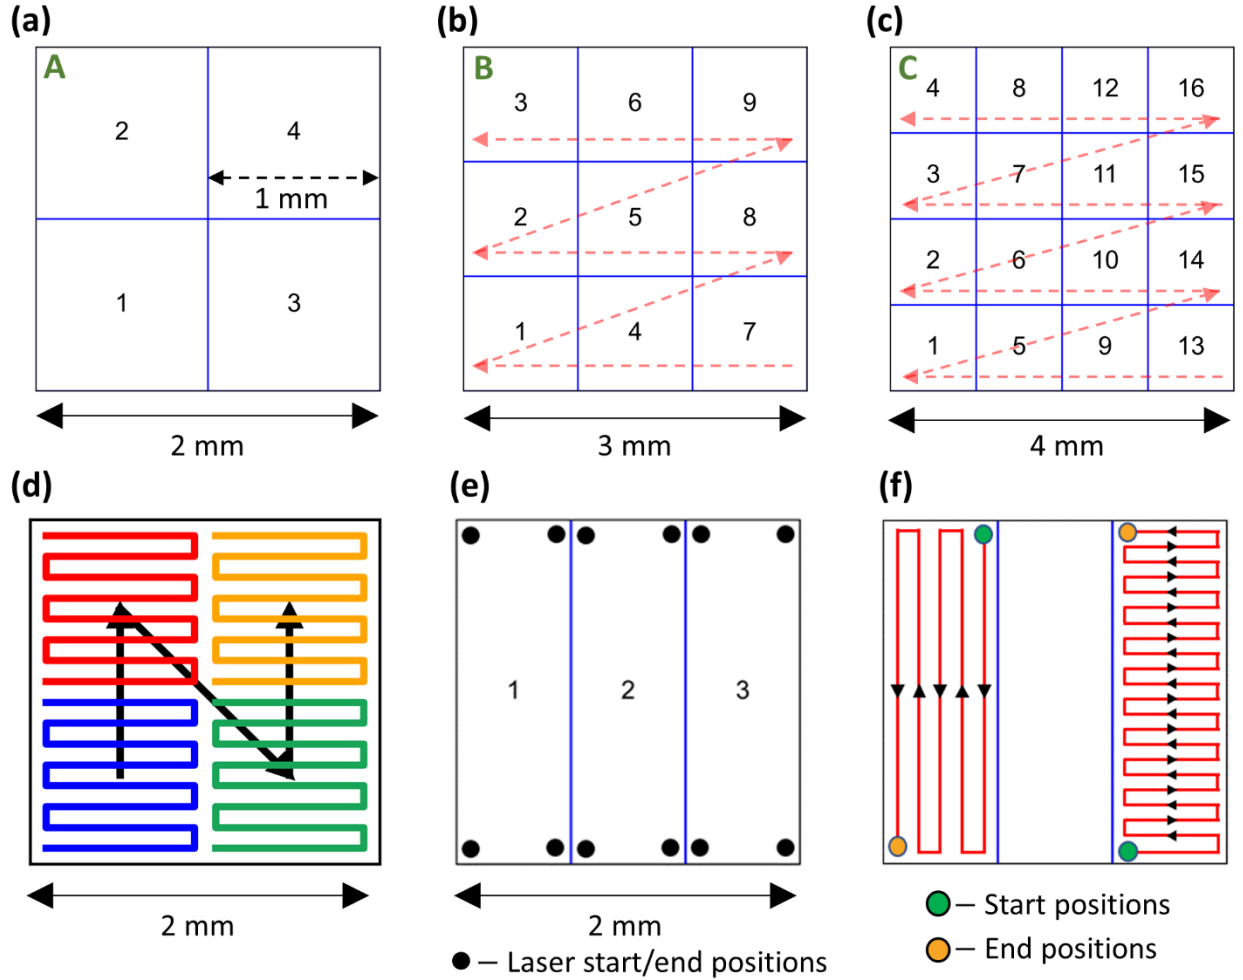 (a) (b) (c)
A B C
2 4
1 mm
1 3
3 6 9
2 5 8
1 4 7
4 8 12 16
3 7 11 15
2 6 10 14
1 5 9 13
2 mm 3 mm 4 mm
(d) (e) (f)
1 2 3
2 mm 2 mm
– Laser start/end positions
– Start positions
– End positions